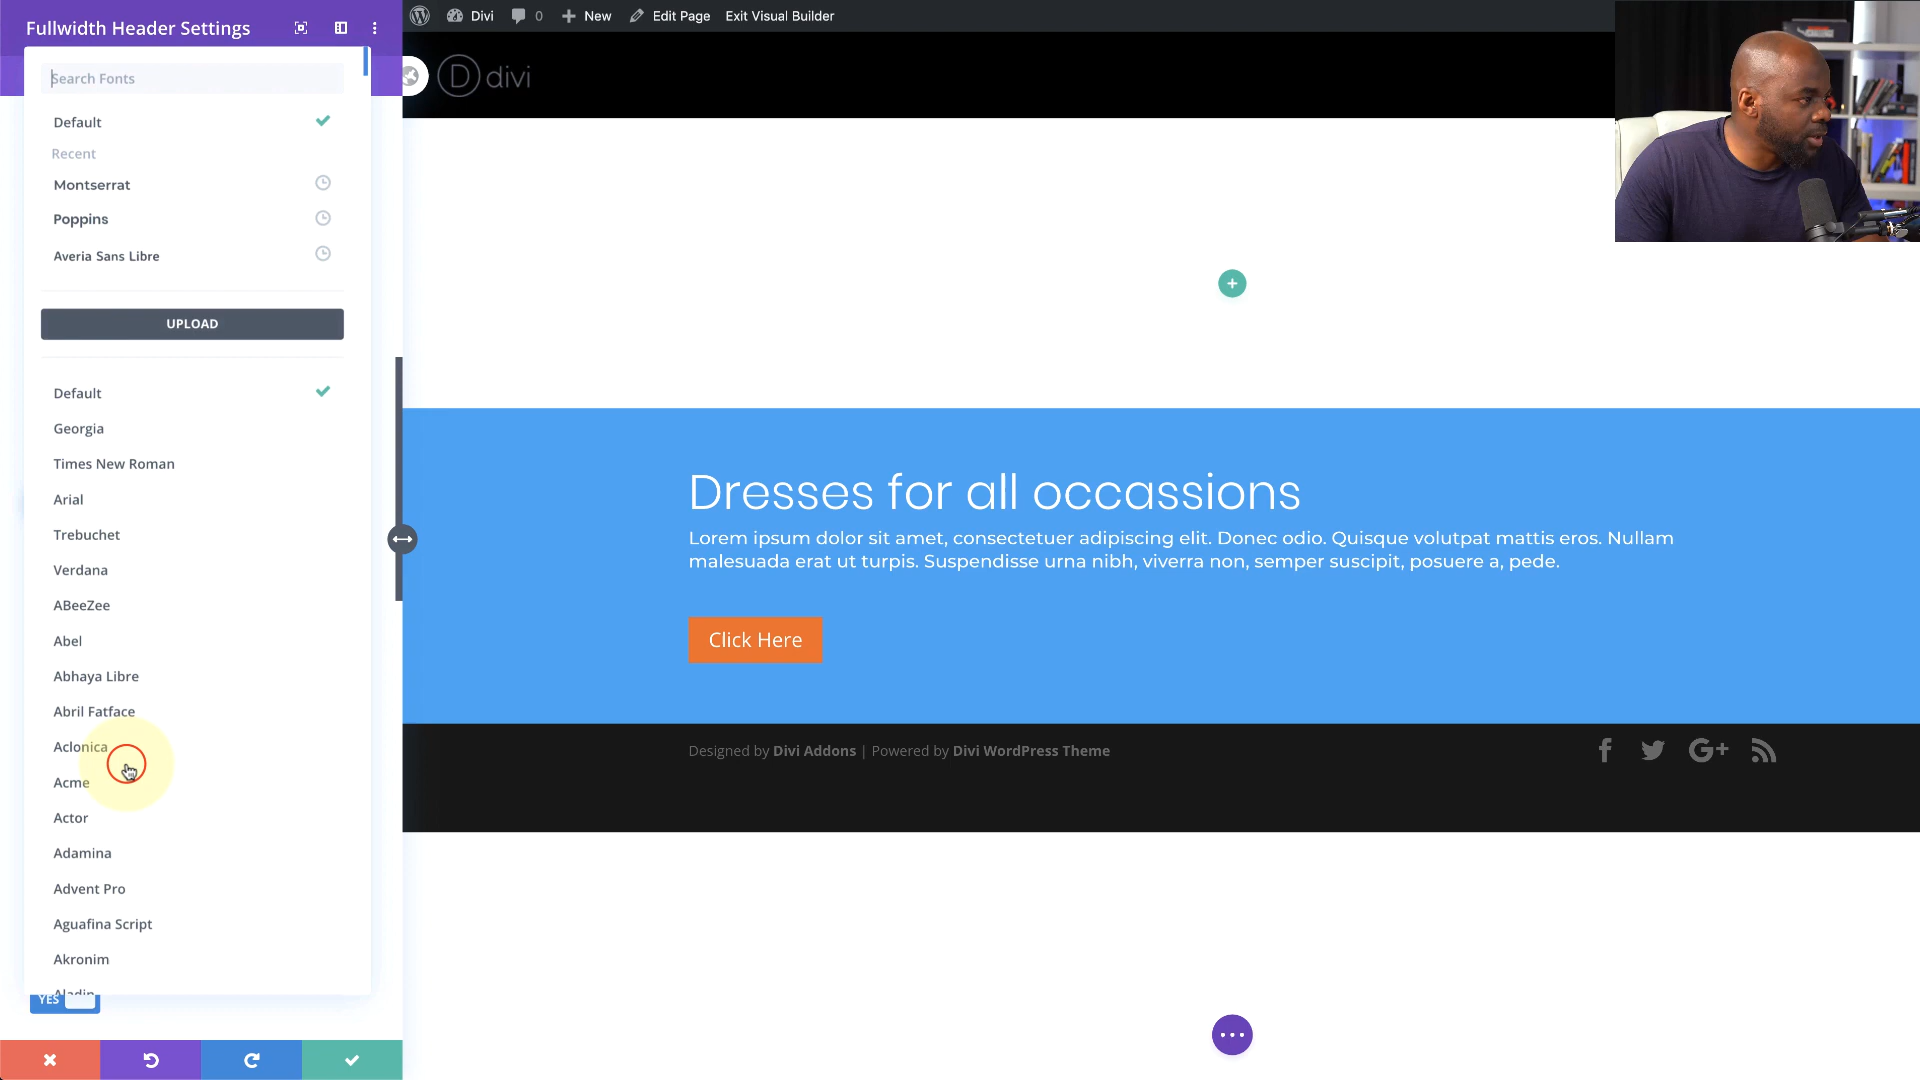 Fullwidth Header Settings
Divi
0
New
Edit Page
Exit Visual Builder
Search Fonts
D divi
Default
Recent
Montserrat
Poppins
Averia Sans Libre
UPLOAD
Default
Georgia
Times New Roman
Arial
Trebuchet
Verdana
ABeeZee
Abel
Abhaya Libre
Abril Fatface
Aclonica
Acme
Actor
Adamina
Advent Pro
Aguafina Script
Akronim
Aladin
YES
Dresses for all occassions
Lorem ipsum dolor sit amet, consectetuer adipiscing elit. Donec odio. Quisque volutpat mattis eros. Nullam
malesuada erat ut turpis. Suspendisse urna nibh, viverra non, semper suscipit, posuere a, pede.
Click Here
Designed by Divi Addons | Powered by Divi WordPress Theme